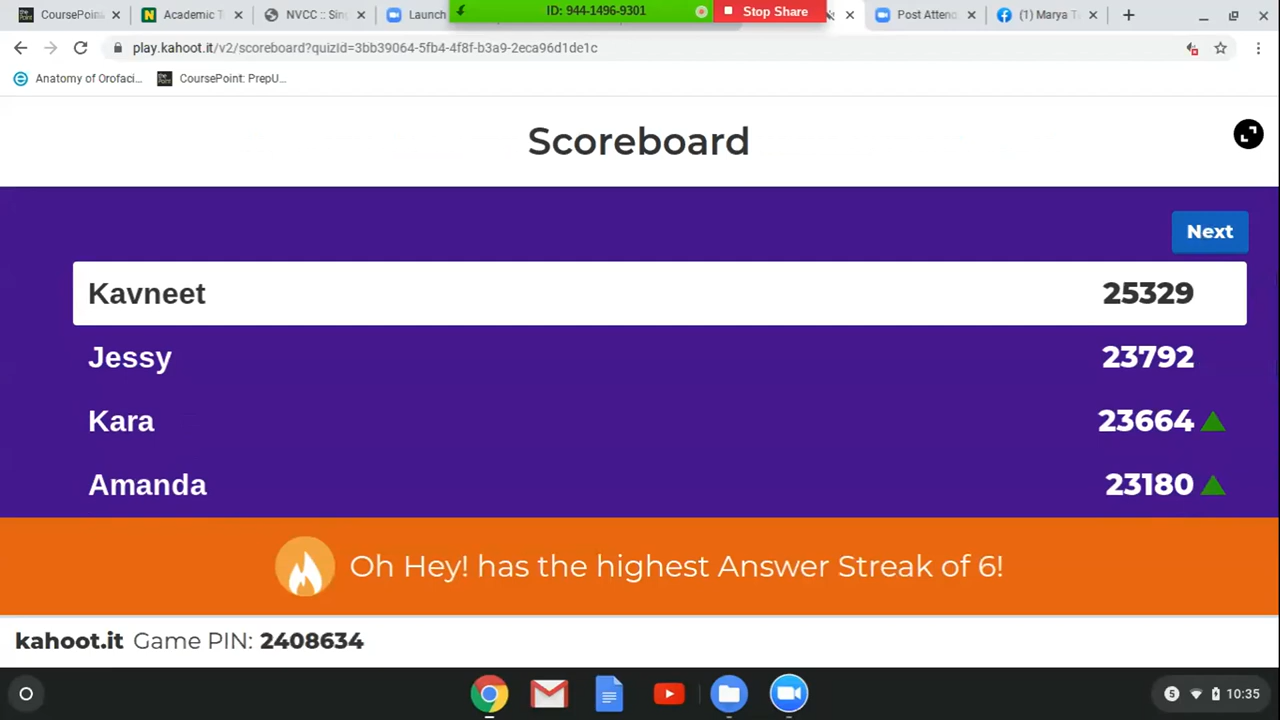 CoursePoint
Academic T
NVCC :: Sin
Launch
ID: 944-1496-9301
Stop Share
Post Atteno
(1) Marya T
play.kahoot.it/v2/scoreboard?quizId=3bb39064-5fb4-4f8f-b3a9-2eca96d1de1c
Anatomy of Orofaci...
CoursePoint: PrepU...
Scoreboard
Next
Kavneet 25329
Jessy 23792
Kara 23664
Amanda 23180
Oh Hey! has the highest Answer Streak of 6!
kahoot.it Game PIN: 2408634
5 10:35